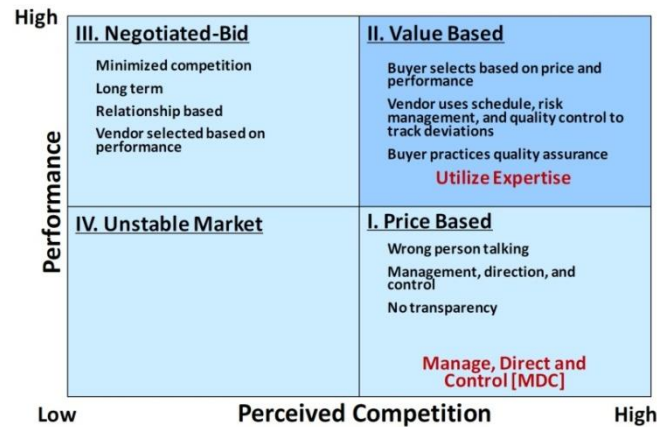 High
III. Negotiated-Bid
Minimized competition
Long term
Relationship based
Vendor selected based on
performance
II. Value Based
Buyer selects based on price and
performance
Vendor uses schedule, risk
management, and quality control to
track deviations
Buyer practices quality assurance
Utilize Expertise
Performance
IV. Unstable Market
I. Price Based
Wrong person talking
Management, direction, and
control
No transparency
Manage, Direct and
Control [MDC]
Low
Perceived Competition
High